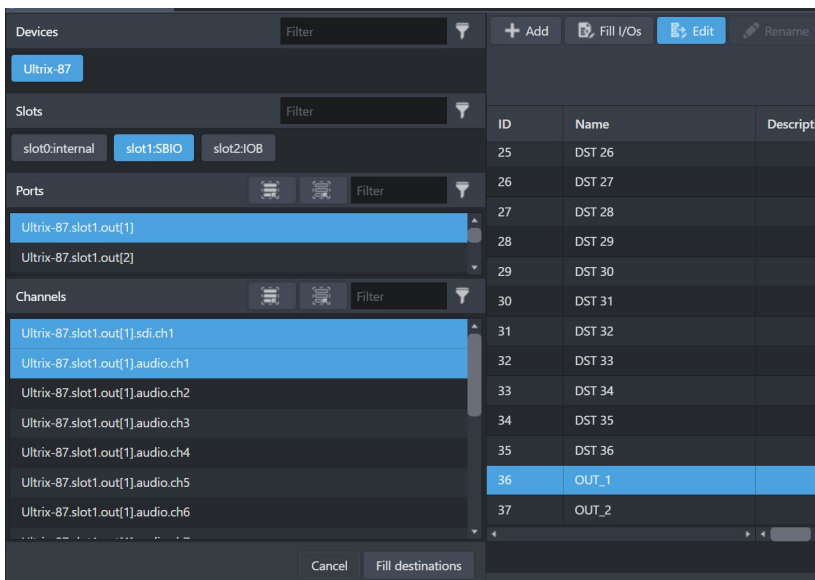 Devices
Filter
Ultrix-87
Slots
Filter
slot0:internal slot1:SBIO slot2:IOB
Ports
Filter
Ultrix-87.slot1.out[1]
Ultrix-87.slot1.out[2]
Channels
Filter
Ultrix-87.slot1.out[1].sdi.ch1
Ultrix-87.slot1.out[1].audio.ch1
Ultrix-87.slot1.out[1].audio.ch2
Ultrix-87.slot1.out[1].audio.ch3
Ultrix-87.slot1.out[1].audio.ch4
Ultrix-87.slot1.out[1].audio.ch5
Ultrix-87.slot1.out[1].audio.ch6
Cancel Fill destinations
Add Fill I/Os Edit Rename
ID Name Descript
25 DST 26
26 DST 27
27 DST 28
28 DST 29
29 DST 30
30 DST 31
31 DST 32
32 DST 33
33 DST 34
34 DST 35
35 DST 36
36 OUT_1
37 OUT_2